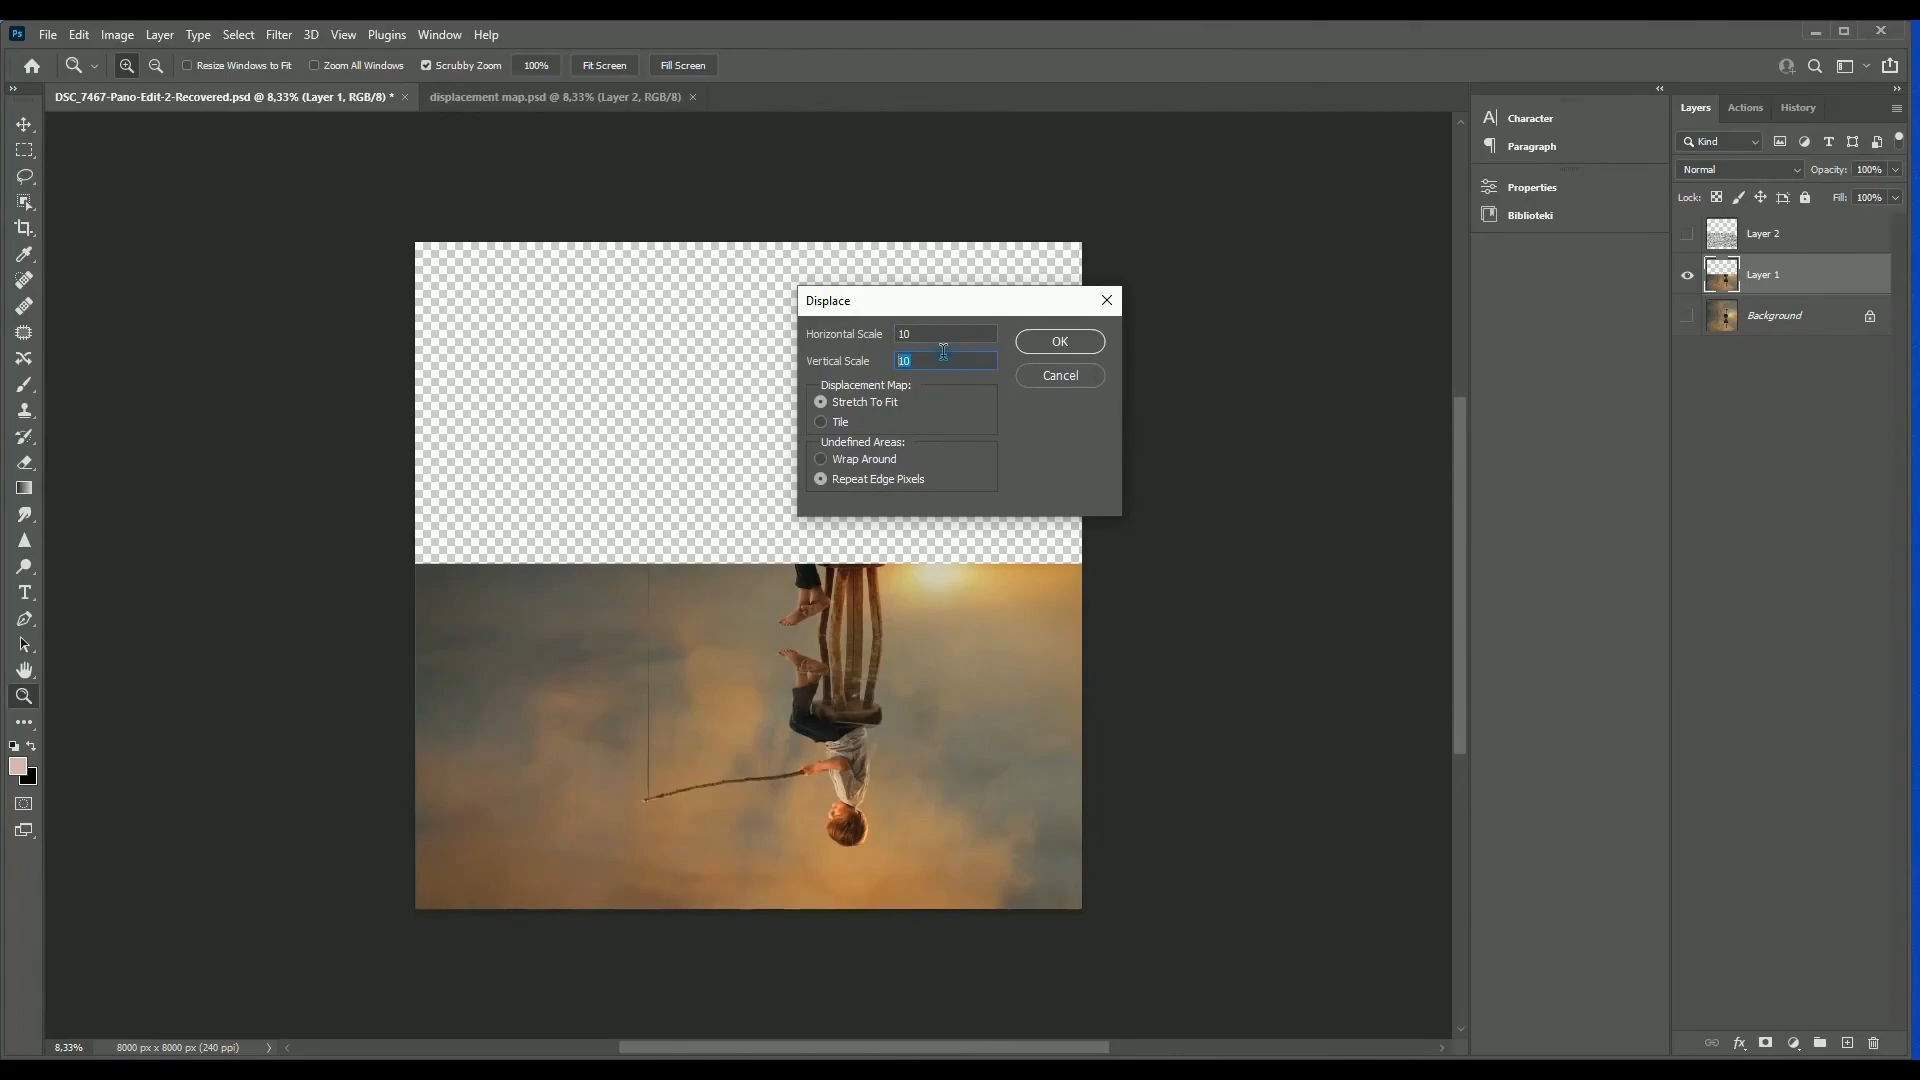 Ps File Edit Image Layer Type Select Filter 3D View Plugins Window Help
Resize Windows to Fit Zoom All Windows Scrubby Zoom 100% Fit Screen Fill Screen
DSC_7467-Pano-Edit-2-Recovered.psd @ 8,33% (Layer 1, RGB/8) * displacement map.psd @ 8,33% (Layer 2, RGB/8)
Layers Actions History
Character
Paragraph
Properties
Biblioteki
Kind
Normal Opacity: 100%
Lock: Fill: 100%
Layer 2
Layer 1
Background
Displace
Horizontal Scale 10
Vertical Scale 10
OK
Cancel
Displacement Map:
Stretch To Fit
Tile
Undefined Areas:
Wrap Around
Repeat Edge Pixels
8,33% 8000 px x 8000 px (240 ppi)